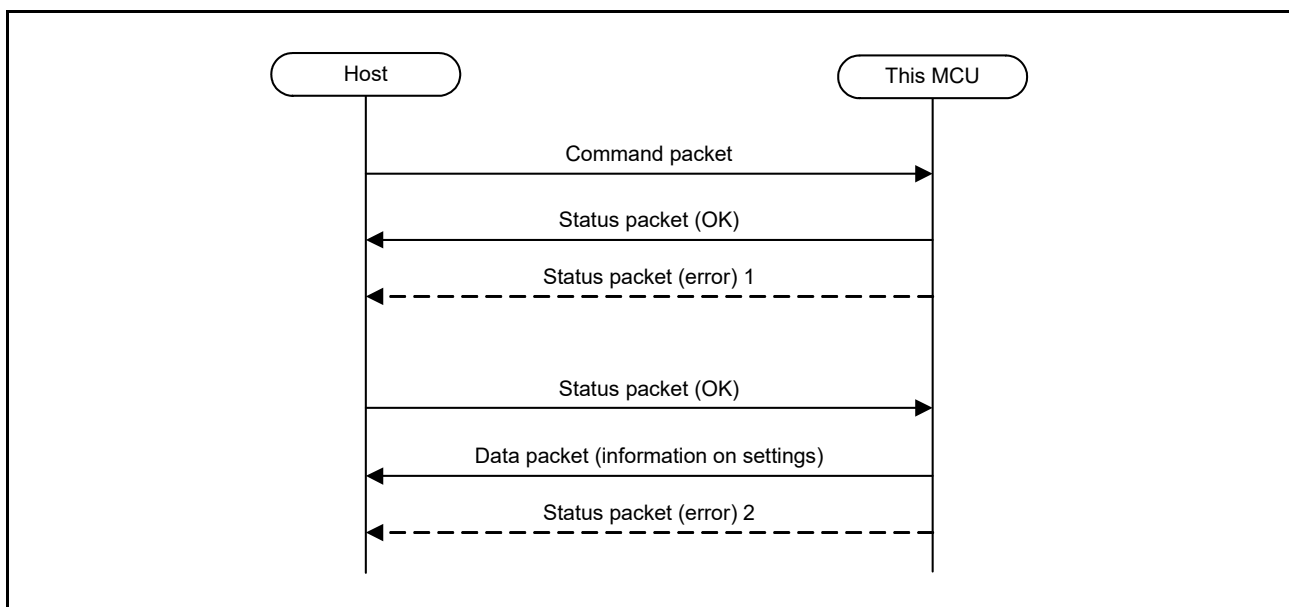 Host
This MCU
Command packet
Status packet (OK)
Status packet (error) 1
Status packet (OK)
Data packet (information on settings)
Status packet (error) 2